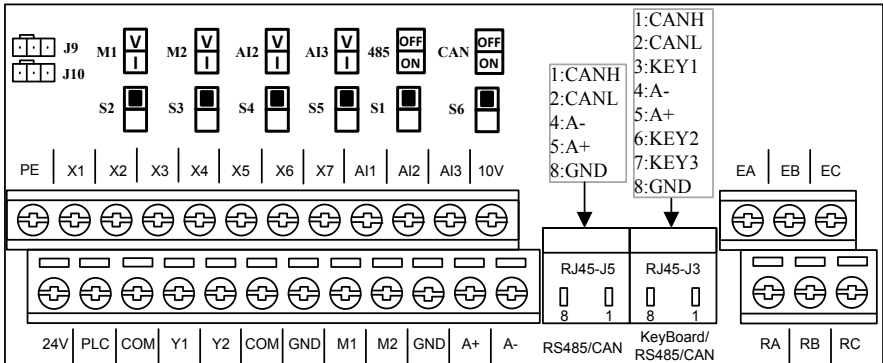 J9
J10
M1 V I
M2 V I
AI2 V I
AI3 V I
485 OFF ON
CAN OFF ON
S2 S3 S4 S5 S1 S6
1:CANH
2:CANL
4:A-
5:A+
8:GND
1:CANH
2:CANL
3:KEY1
4:A-
5:A+
6:KEY2
7:KEY3
8:GND
PE X1 X2 X3 X4 X5 X6 X7 AI1 AI2 AI3 10V
EA EB EC
RJ45-J5
8 1
RJ45-J3
8 1
24V PLC COM Y1 Y2 COM GND M1 M2 GND A+ A-
RS485/CAN
KeyBoard/
RS485/CAN
RA RB RC